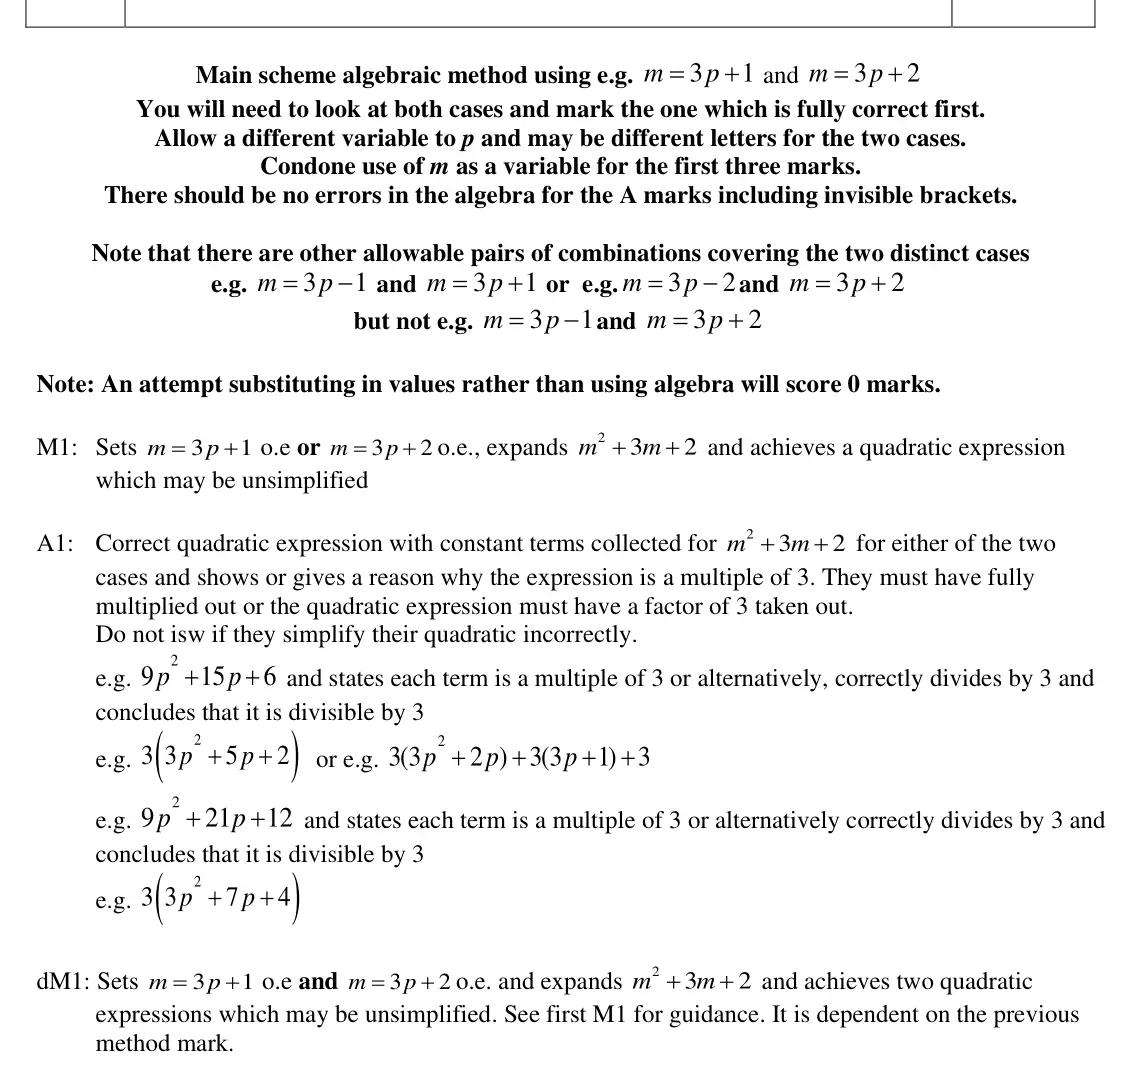 Main scheme algebraic method using e.g. m = 3p + 1 and m = 3p + 2
You will need to look at both cases and mark the one which is fully correct first.
Allow a different variable to p and may be different letters for the two cases.
Condone use of m as a variable for the first three marks.
There should be no errors in the algebra for the A marks including invisible brackets.
Note that there are other allowable pairs of combinations covering the two distinct cases
e.g. m = 3p − 1 and m = 3p + 1 or e.g. m = 3p − 2 and m = 3p + 2
but not e.g. m = 3p − 1 and m = 3p + 2
Note: An attempt substituting in values rather than using algebra will score 0 marks.
M1: Sets m = 3p + 1 o.e or m = 3p + 2 o.e., expands m² + 3m + 2 and achieves a quadratic expression
which may be unsimplified
A1: Correct quadratic expression with constant terms collected for m² + 3m + 2 for either of the two
cases and shows or gives a reason why the expression is a multiple of 3. They must have fully
multiplied out or the quadratic expression must have a factor of 3 taken out.
Do not isw if they simplify their quadratic incorrectly.
e.g. 9p² + 15p + 6 and states each term is a multiple of 3 or alternatively, correctly divides by 3 and
concludes that it is divisible by 3
e.g. 3(3p² + 5p + 2) or e.g. 3(3p² + 2p) + 3(3p + 1) + 3
e.g. 9p² + 21p + 12 and states each term is a multiple of 3 or alternatively correctly divides by 3 and
concludes that it is divisible by 3
e.g. 3(3p² + 7p + 4)
dM1: Sets m = 3p + 1 o.e and m = 3p + 2 o.e. and expands m² + 3m + 2 and achieves two quadratic
expressions which may be unsimplified. See first M1 for guidance. It is dependent on the previous
method mark.